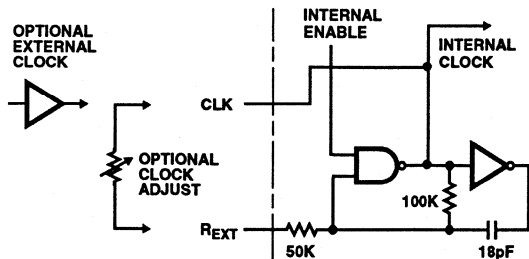 OPTIONAL
EXTERNAL
CLOCK
INTERNAL
ENABLE
INTERNAL
CLOCK
CLK
OPTIONAL
CLOCK
ADJUST
100K
REXT
50K
18pF